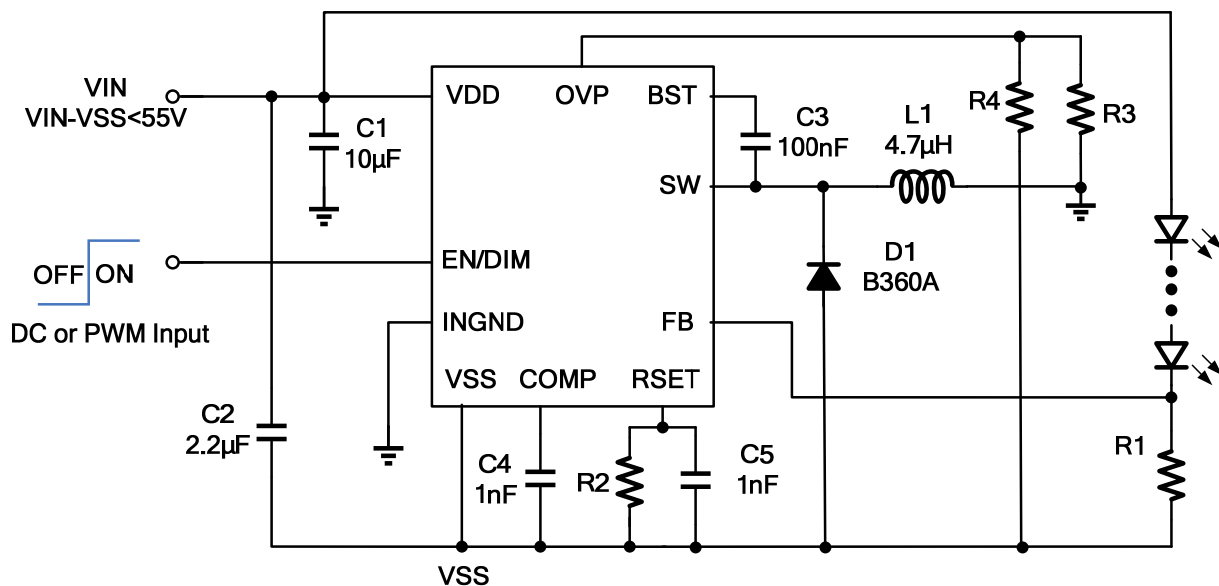 VIN
VIN-VSS<55V
C1
10µF
VDD
OVP
BST
C3
100nF
L1
4.7µH
R4
R3
SW
OFF
ON
DC or PWM Input
EN/DIM
D1
B360A
INGND
FB
VSS
COMP
RSET
C2
2.2µF
C4
1nF
R2
C5
1nF
R1
VSS